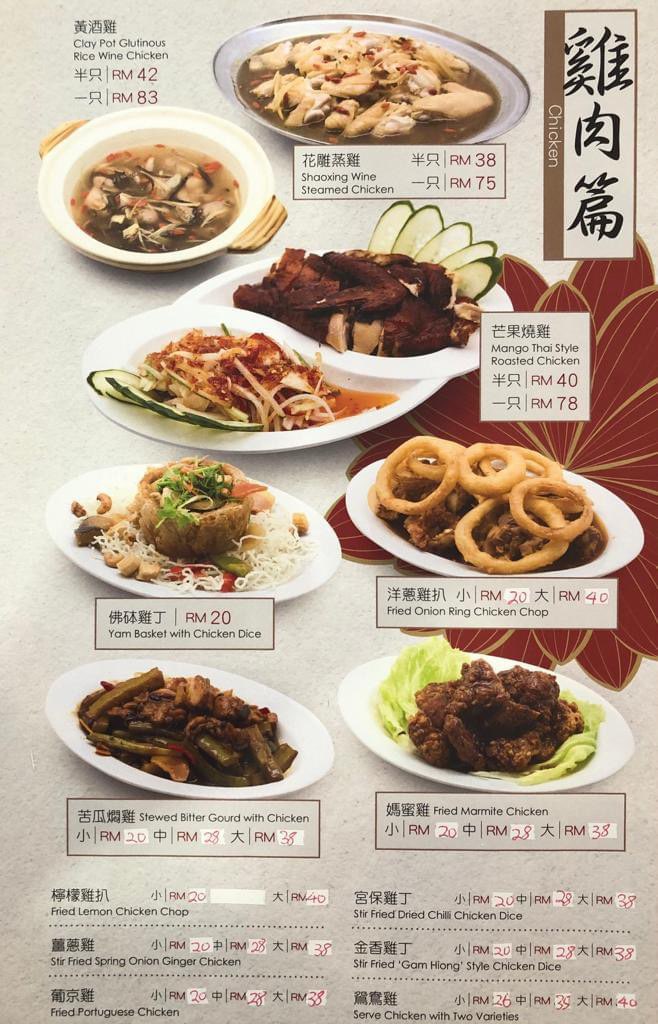 黃酒雞
Clay Pot Glutinous
Rice Wine Chicken
半只 | RM 42
一只 | RM 83
雞肉篇
Chicken
花雕蒸雞 半只 | RM 38
Shaoxing Wine
Steamed Chicken 一只 | RM 75
芒果燒雞
Mango Thai Style
Roasted Chicken
半只 | RM 40
一只 | RM 78
佛砵雞丁 | RM 20
Yam Basket with Chicken Dice
洋蔥雞扒 小 | RM 20 大 | RM 40
Fried Onion Ring Chicken Chop
苦瓜燜雞 Stewed Bitter Gourd with Chicken
小 | RM 20 中 | RM 28 大 | RM 38
媽蜜雞 Fried Marmite Chicken
小 | RM 20 中 | RM 28 大 | RM 38
檸檬雞扒 小 | RM 20 大 | RM 40
Fried Lemon Chicken Chop
薑蔥雞 小 | RM 20 中 | RM 28 大 | RM 38
Stir Fried Spring Onion Ginger Chicken
葡京雞 小 | RM 20 中 | RM 28 大 | RM 38
Fried Portuguese Chicken
宮保雞丁 小 | RM 20 中 | RM 28 大 | RM 38
Stir Fried Dried Chilli Chicken Dice
金香雞丁 小 | RM 20 中 | RM 28 大 | RM 38
Stir Fried 'Gam Hiong' Style Chicken Dice
鴛鴦雞 小 | RM 26 中 | RM 39 大 | RM 40
Serve Chicken with Two Varieties